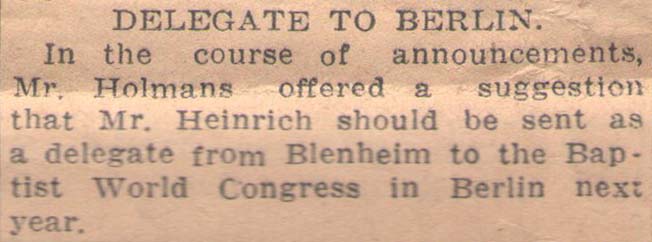 DELEGATE TO BERLIN.
In the course of announcements,
Mr. Holmans offered a suggestion
that Mr. Heinrich should be sent as
a delegate from Blenheim to the Bap-
tist World Congress in Berlin next
year.